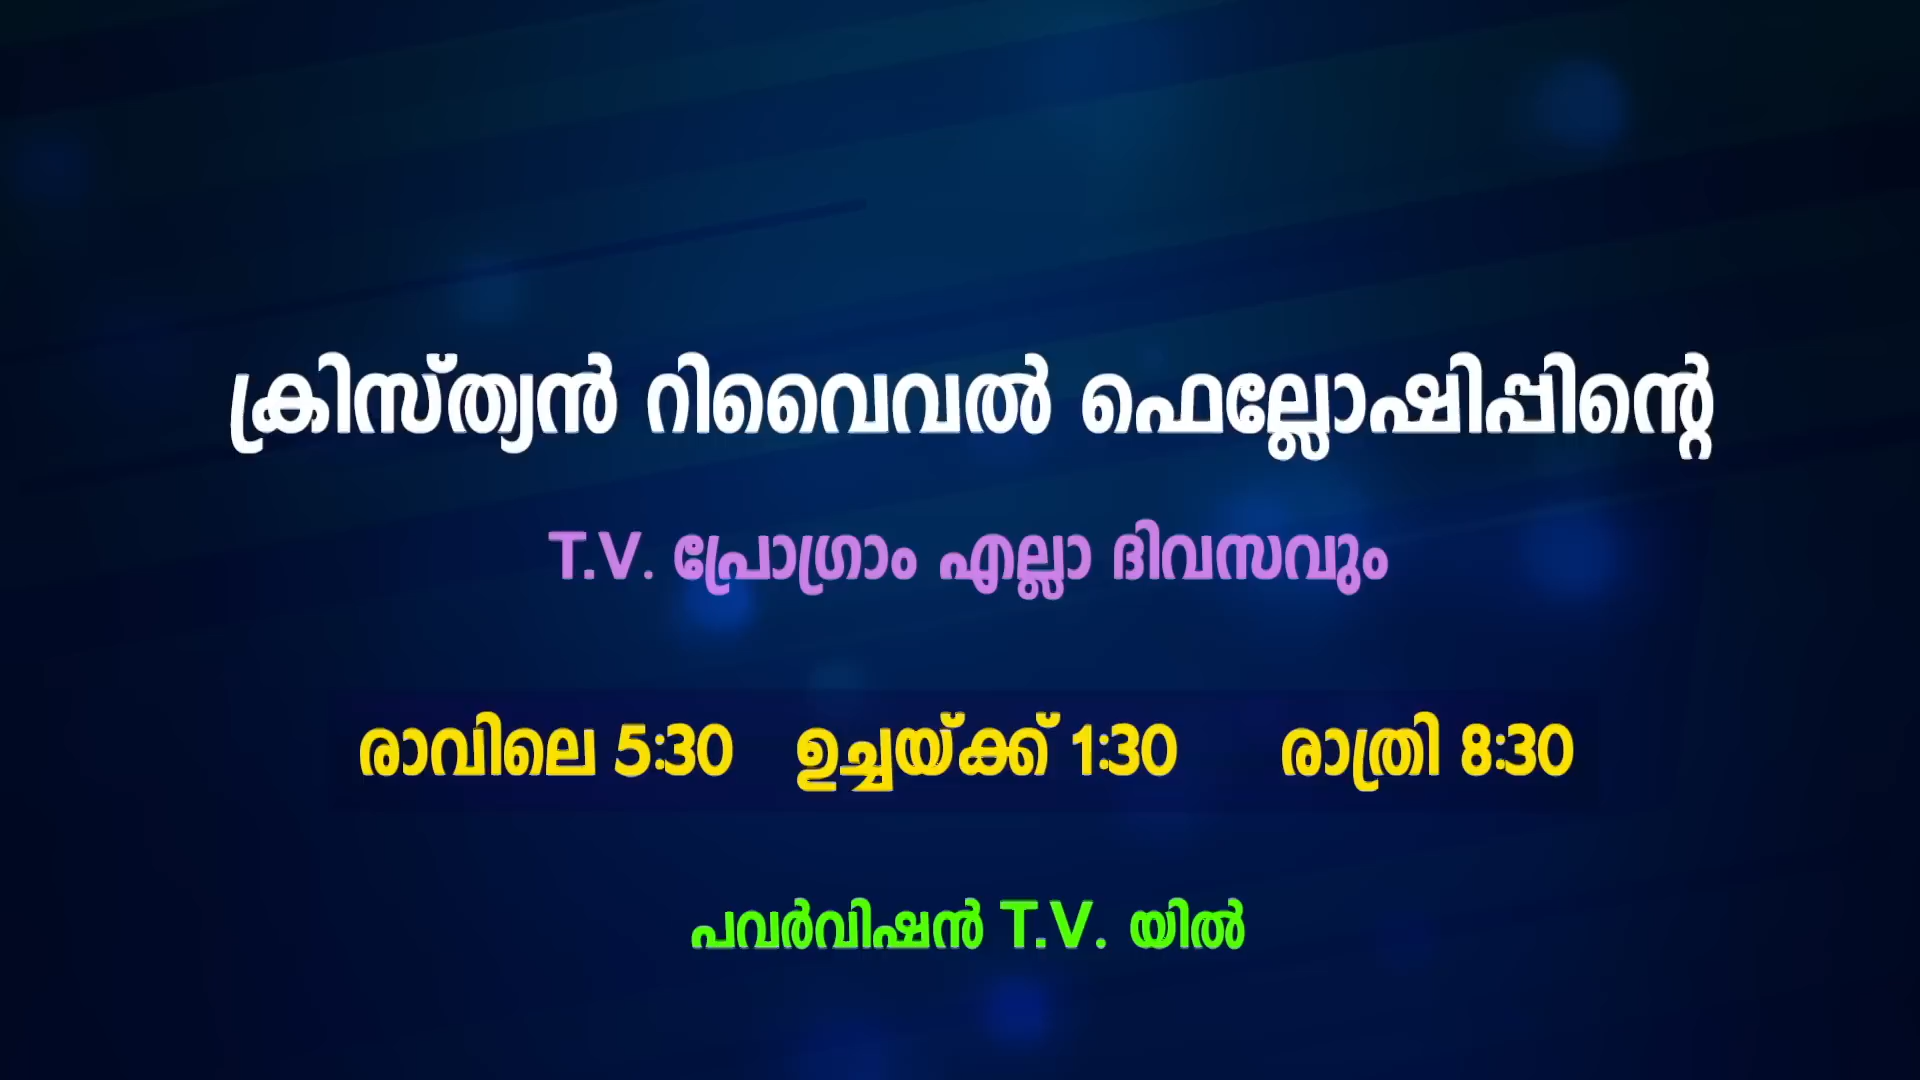 ക്രിസ്ത്യൻ റിവൈവൽ ഫെല്ലോഷിപ്പിന്റെ
T.V. പ്രോഗ്രാം എല്ലാ ദിവസവും
രാവിലെ 5:30 ഉച്ചയ്ക്ക് 1:30 രാത്രി 8:30
പവർവിഷൻ T.V. യിൽ